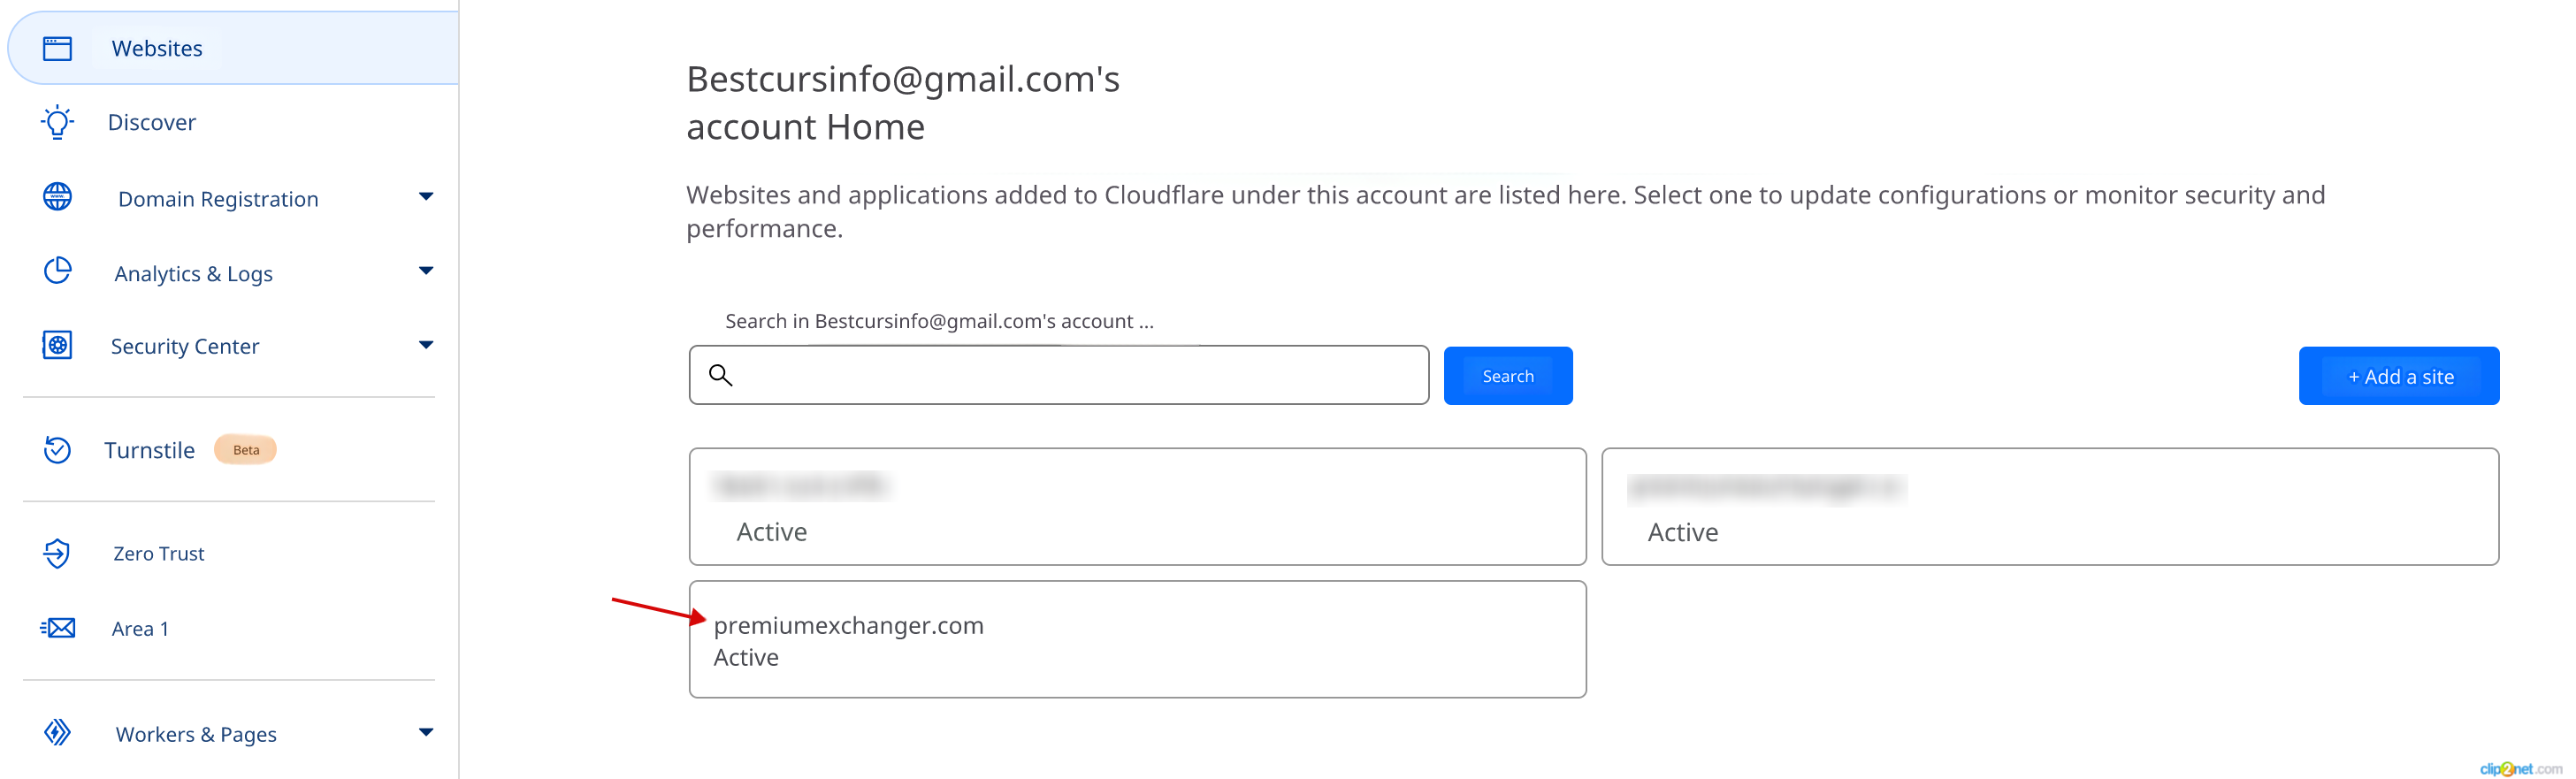 Websites
Discover
Domain Registration
Analytics & Logs
Security Center
Turnstile Beta
Zero Trust
Area 1
Workers & Pages
Bestcursinfo@gmail.com's
account Home
Websites and applications added to Cloudflare under this account are listed here. Select one to update configurations or monitor security and
performance.
Search in Bestcursinfo@gmail.com's account ...
Search
+ Add a site
Active
Active
premiumexchanger.com
Active
clip2net.com